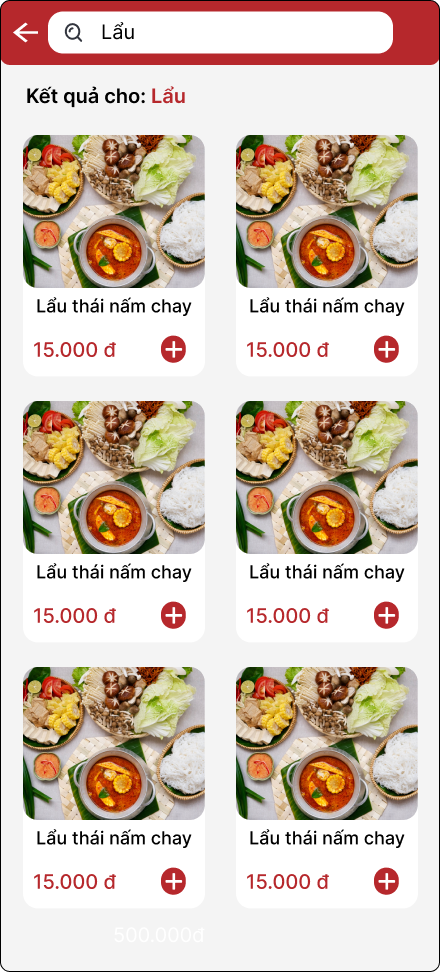 Lẩu
Kết quả cho: Lẩu
Lẩu thái nấm chay Lẩu thái nấm chay
15.000 đ 15.000 đ
Lẩu thái nấm chay Lẩu thái nấm chay
15.000 đ 15.000 đ
Lẩu thái nấm chay Lẩu thái nấm chay
15.000 đ 15.000 đ
500.000đ